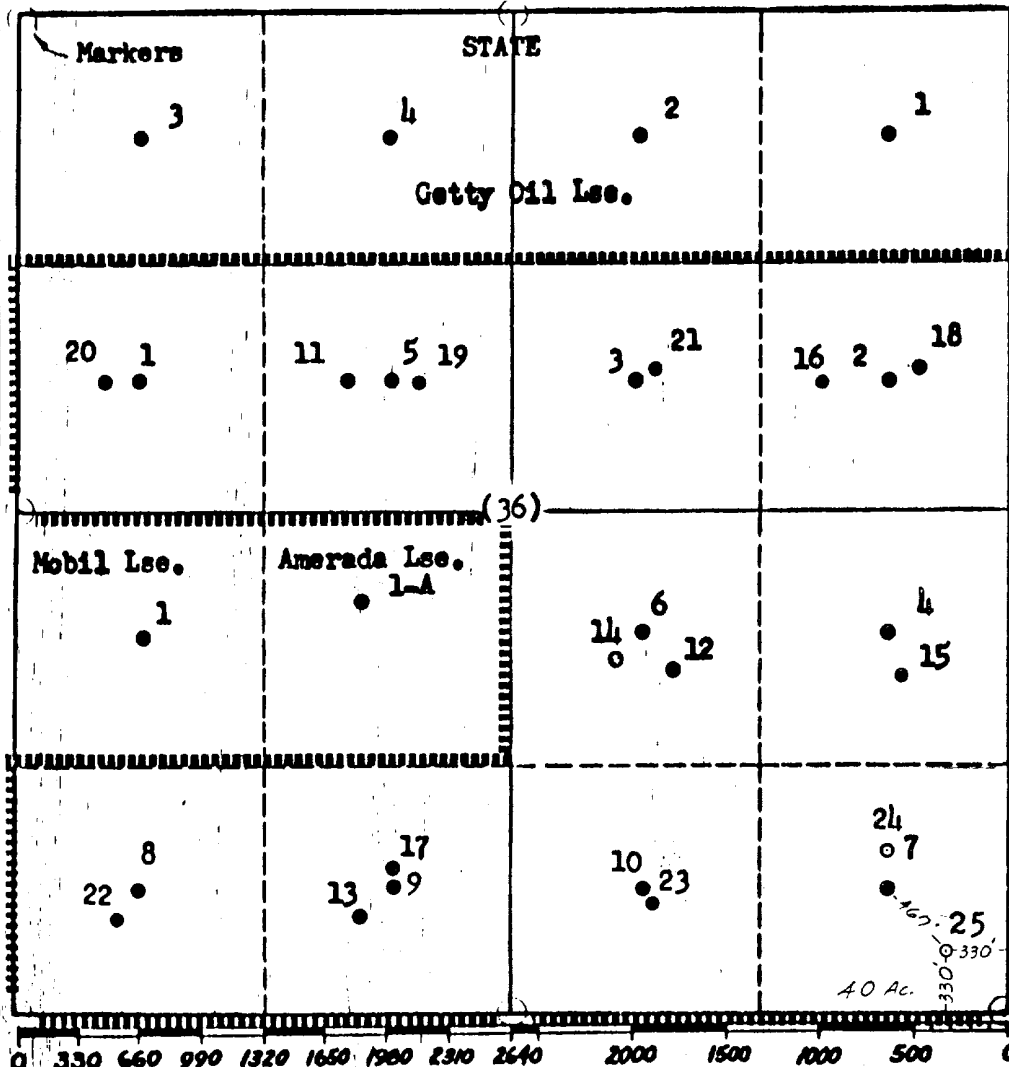 Markers STATE
3 4 2 1
Getty Oil Lse.
20 1 11 5 19 3 21 16 2 18
(36)
Mobil Lse. Amerada Lse.
1 1-A
14 6 12 4 15
8 22 17 9 13 10 23 24 7
467. 25
330'
330'
40 Ac.
0 330 660 990 1320 1650 1980 2310 2640 2000 1500 1000 500 0